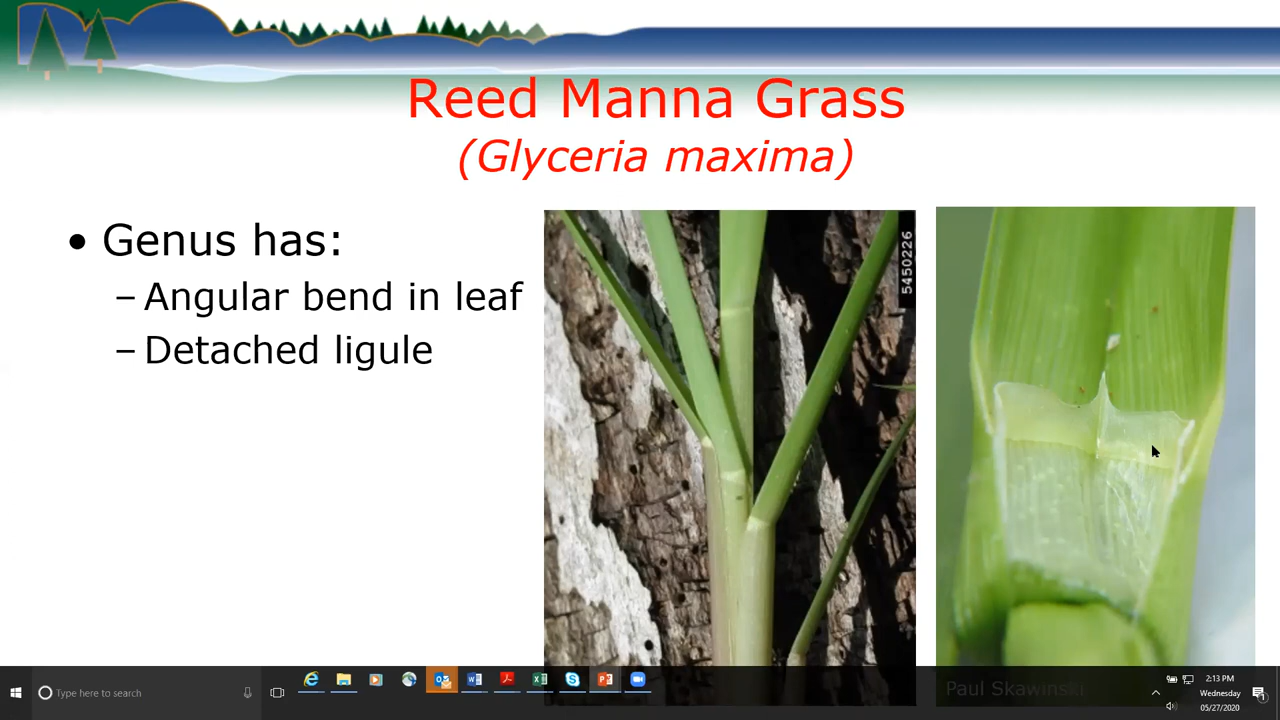 Reed Manna Grass
(Glyceria maxima)
• Genus has:
– Angular bend in leaf
– Detached ligule
5450226
Paul Skawinski
Type here to search
2:13 PM
Wednesday
05/27/2020
1